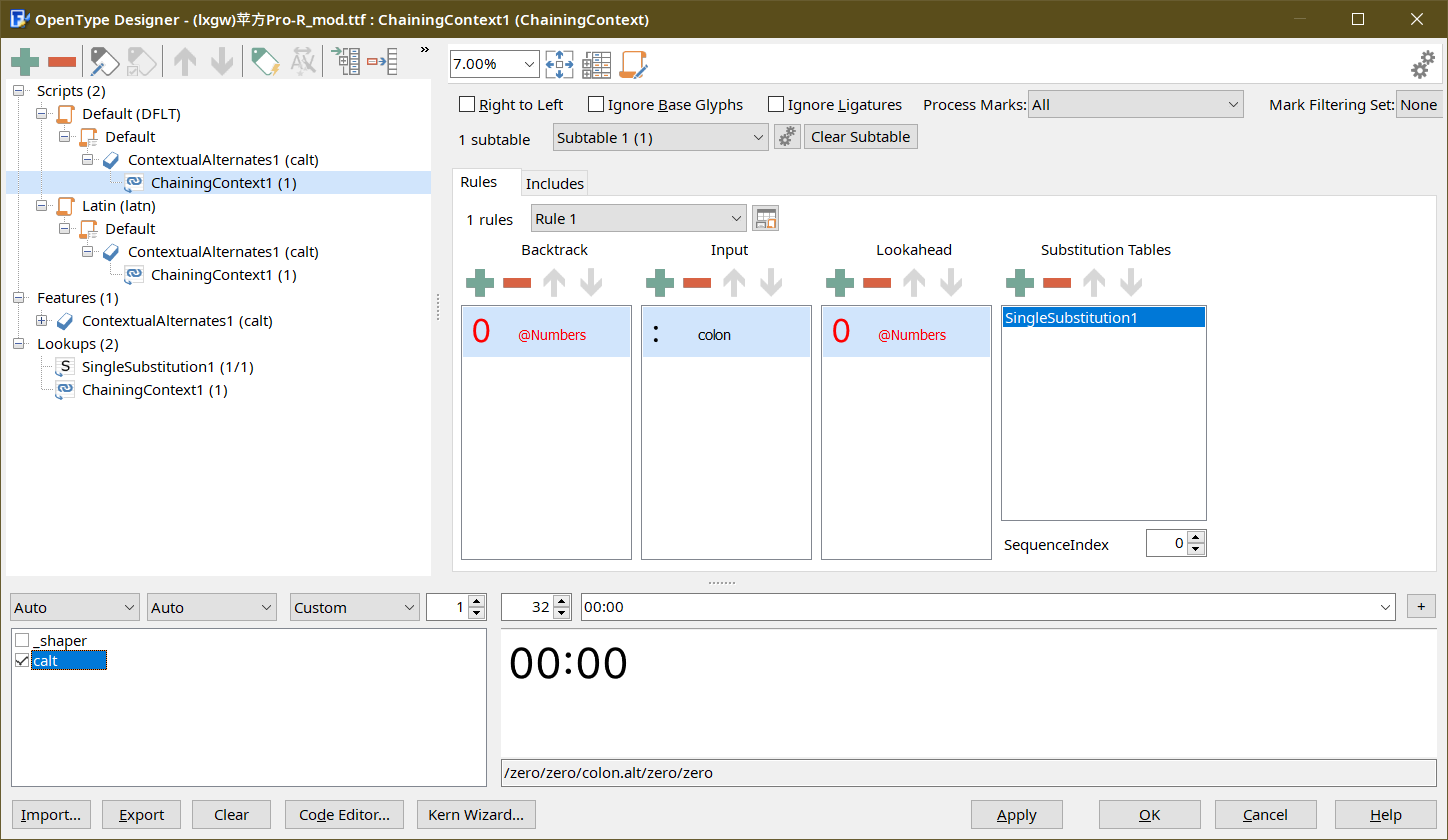 OpenType Designer - (lxgw)苹方Pro-R_mod.ttf : ChainingContext1 (ChainingContext)
»
7.00%
Scripts (2)
Default (DFLT)
Default
ContextualAlternates1 (calt)
ChainingContext1 (1)
Latin (latn)
Default
ContextualAlternates1 (calt)
ChainingContext1 (1)
Features (1)
ContextualAlternates1 (calt)
Lookups (2)
S SingleSubstitution1 (1/1)
ChainingContext1 (1)
Right to Left Ignore Base Glyphs Ignore Ligatures Process Marks: All Mark Filtering Set: None
1 subtable Subtable 1 (1) Clear Subtable
Rules Includes
1 rules Rule 1
Backtrack Input Lookahead Substitution Tables
0 @Numbers : colon 0 @Numbers SingleSubstitution1
SequenceIndex 0
Auto Auto Custom 1 32 00:00 +
_shaper
calt
00:00
/zero/zero/colon.alt/zero/zero
Import... Export Clear Code Editor... Kern Wizard... Apply OK Cancel Help